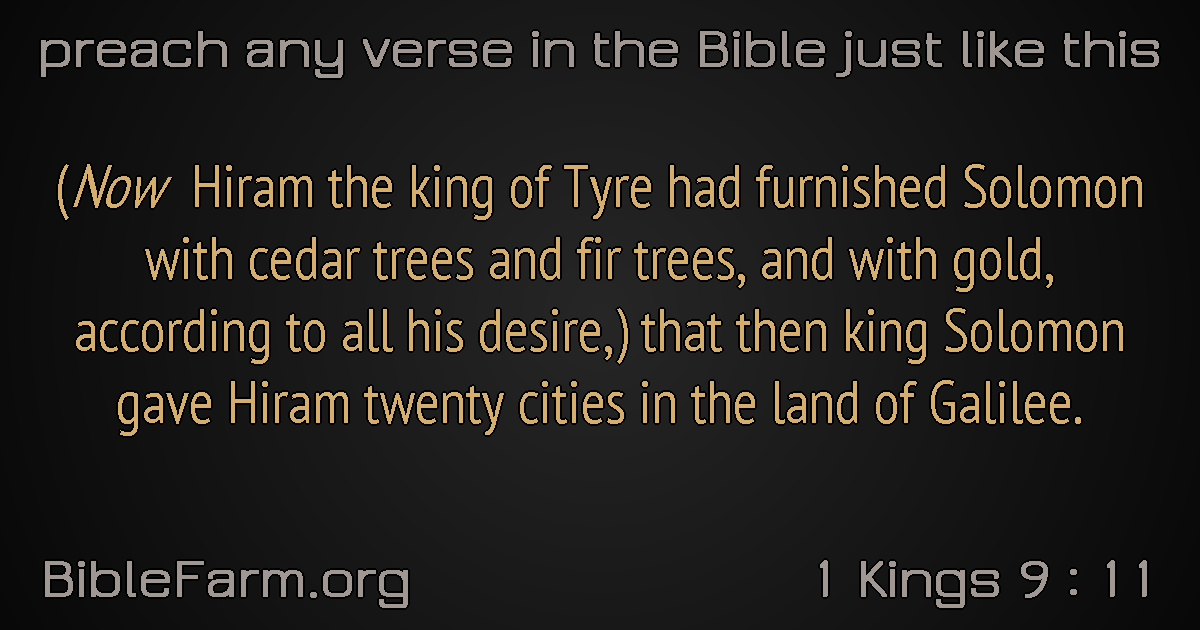 preach any verse in the Bible just like this
(Now Hiram the king of Tyre had furnished Solomon
with cedar trees and fir trees, and with gold,
according to all his desire,) that then king Solomon
gave Hiram twenty cities in the land of Galilee.
BibleFarm.org
1 Kings 9 : 11